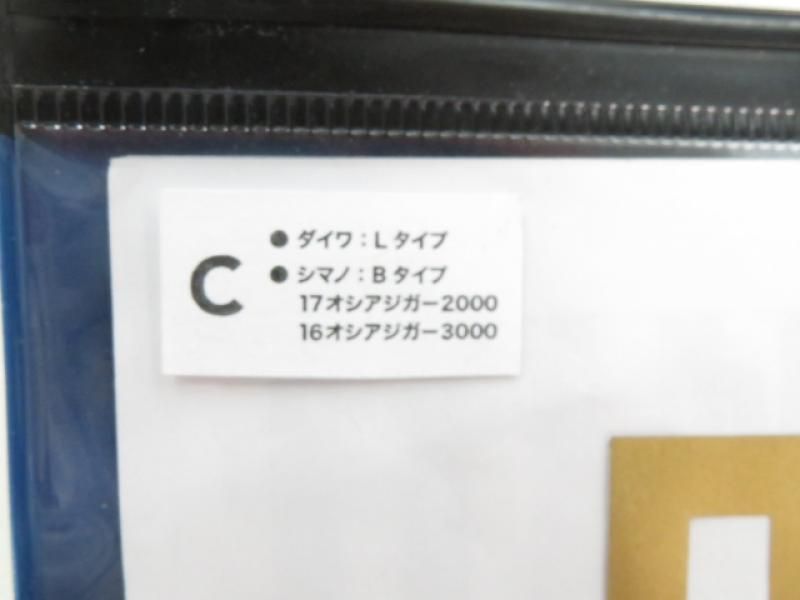 C
● ダイワ：L タイプ
● シマノ：B タイプ
17オシアジガー2000
16オシアジガー3000